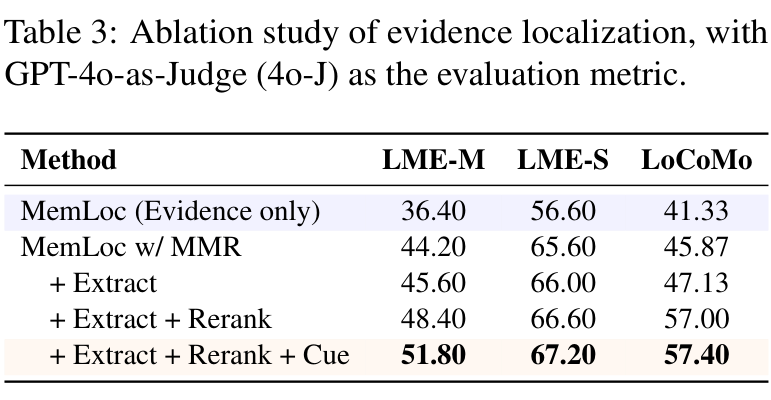 Table 3: Ablation study of evidence localization, with
GPT-4o-as-Judge (4o-J) as the evaluation metric.
Method LME-M LME-S LoCoMo
MemLoc (Evidence only) 36.40 56.60 41.33
MemLoc w/ MMR 44.20 65.60 45.87
+ Extract 45.60 66.00 47.13
+ Extract + Rerank 48.40 66.60 57.00
+ Extract + Rerank + Cue 51.80 67.20 57.40